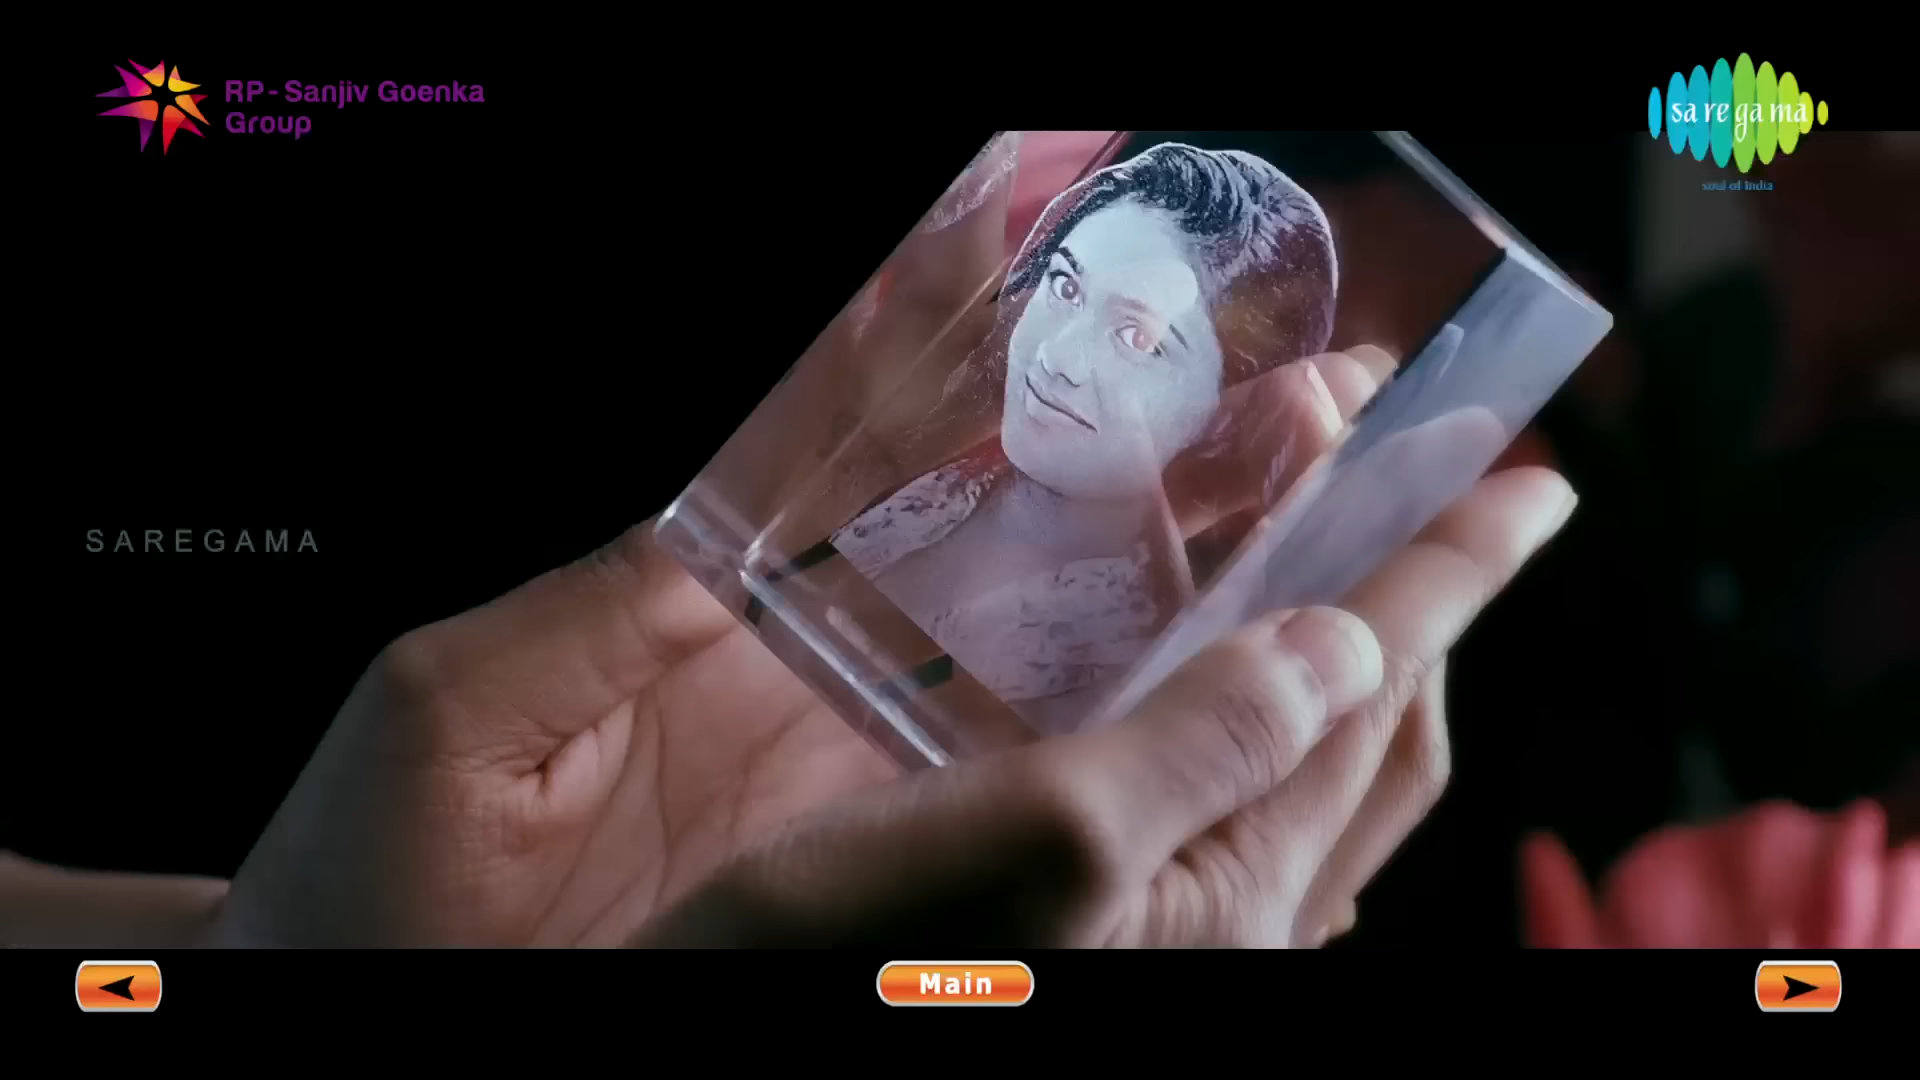 RP-Sanjiv Goenka
Group
sa re ga ma
soul of India
SAREGAMA
Main